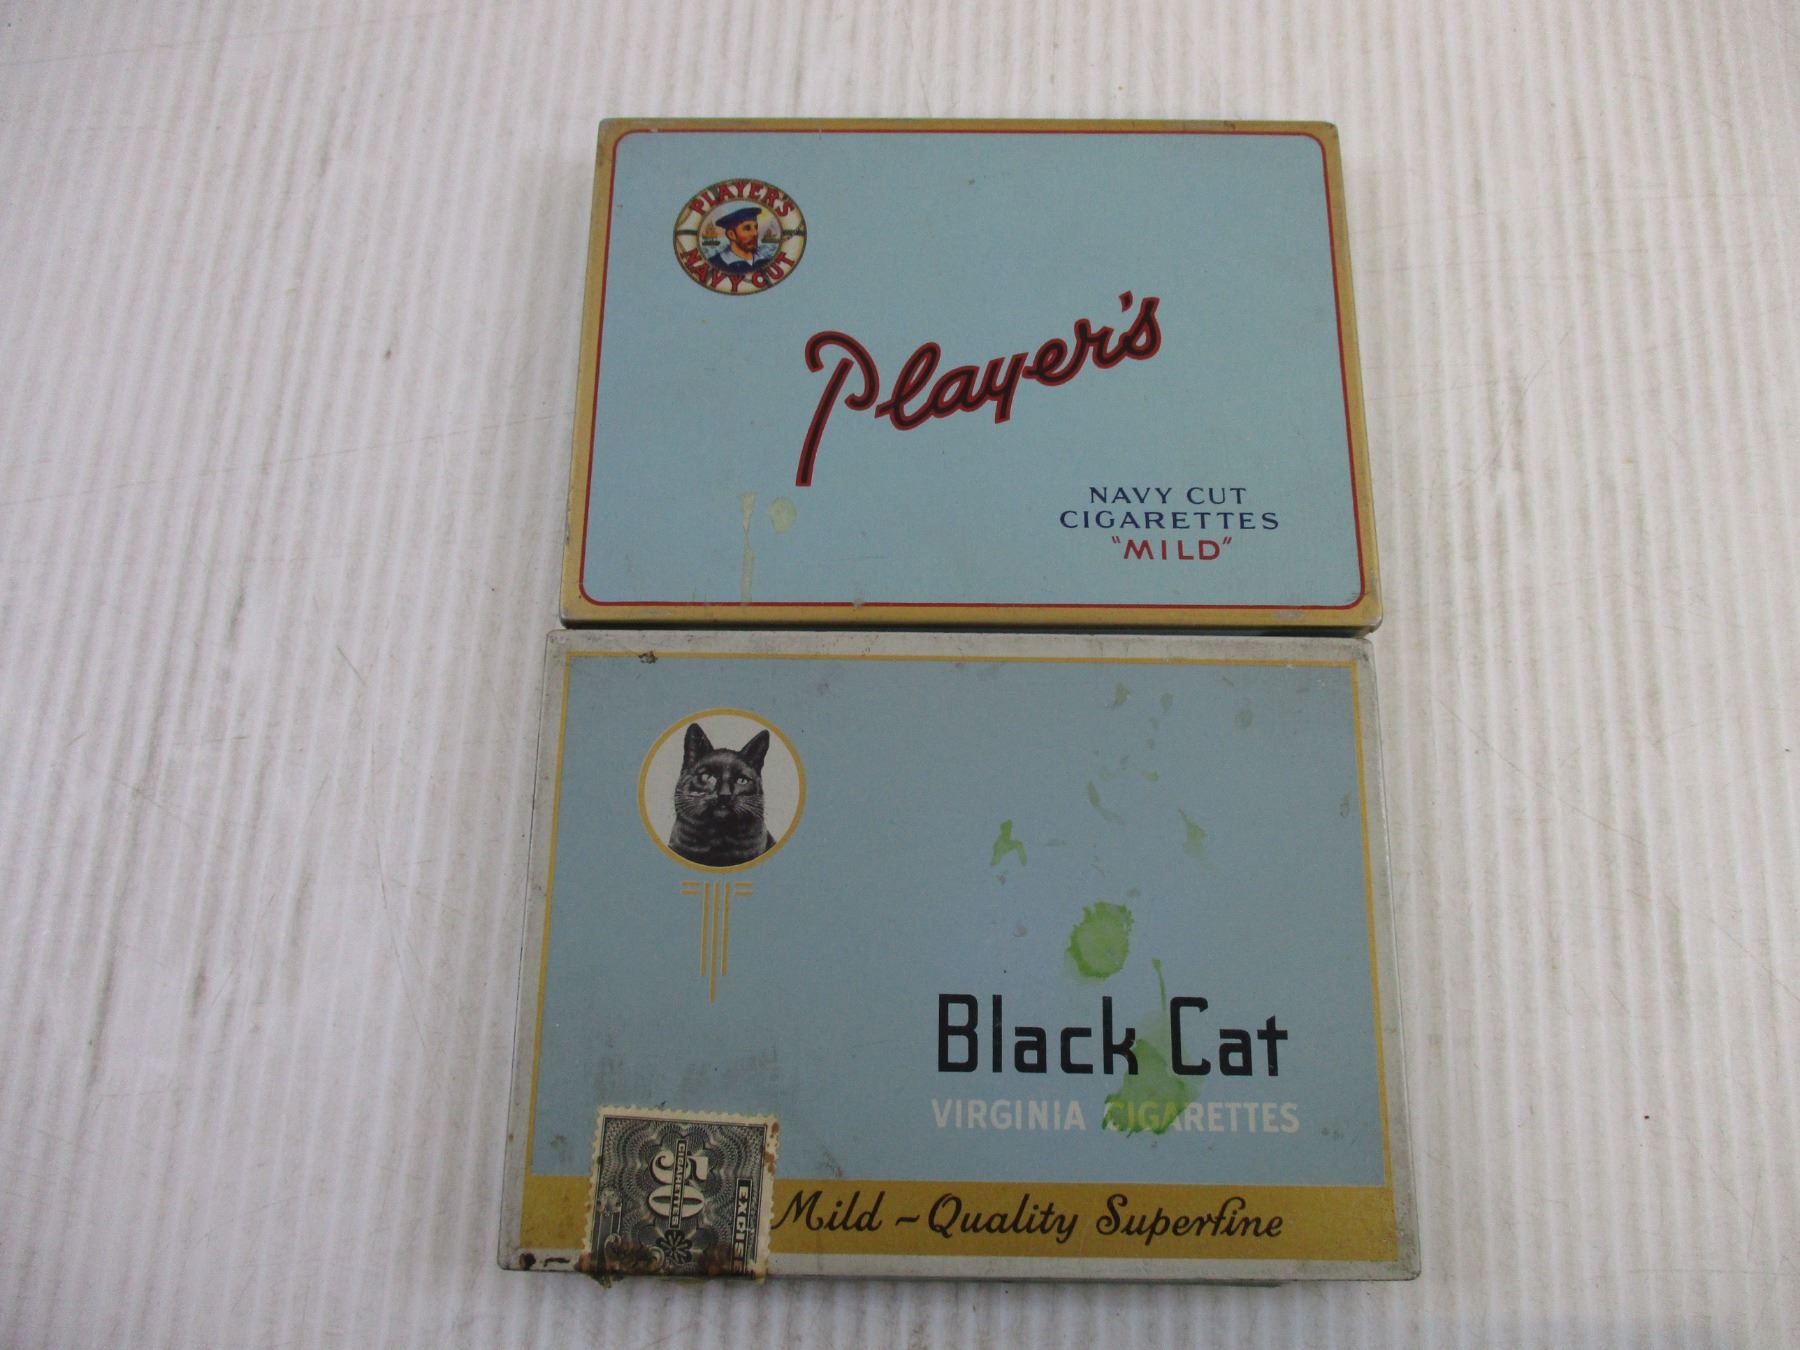 PLAYER'S
NAVY CUT
Player's
NAVY CUT
CIGARETTES
"MILD"
Black Cat
VIRGINIA CIGARETTES
50
CIGARETTES
EXCISE
Mild - Quality Superfine